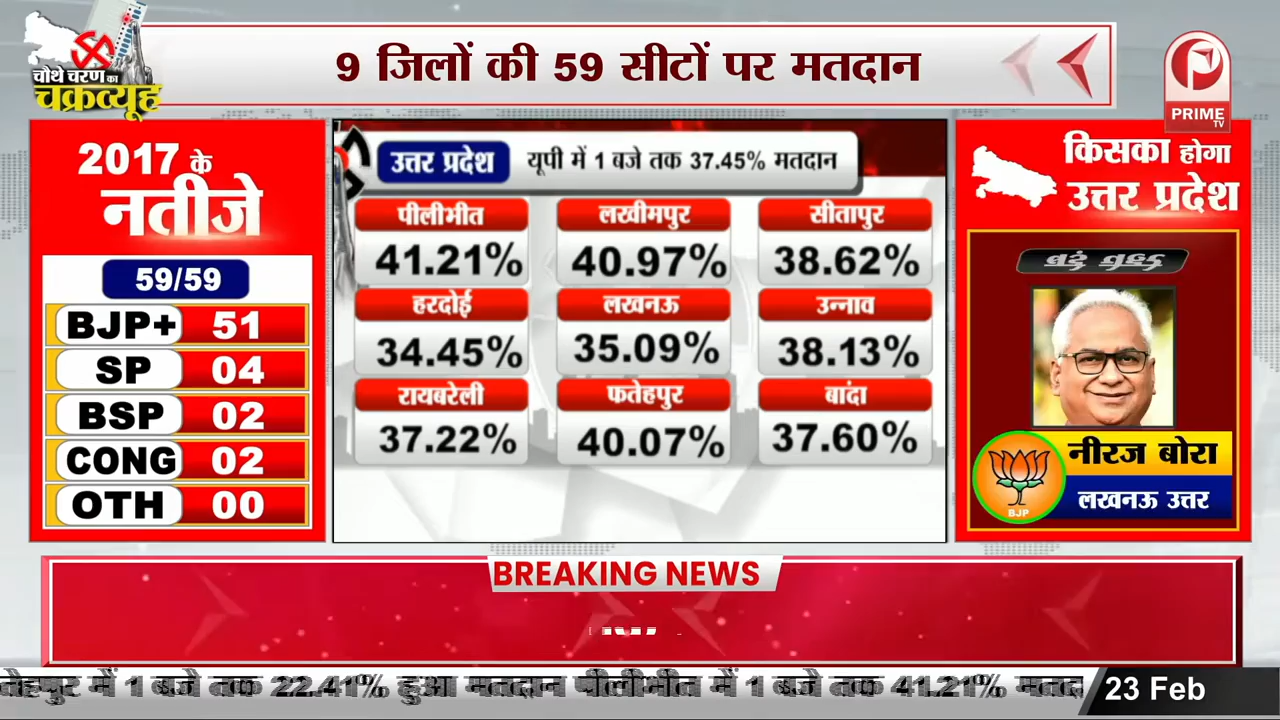 9 जिलों की 59 सीटों पर मतदान
चौथे चरण का
चक्रव्यूह
PRIME
TV
2017 के
नतीजे
59/59
BJP+ 51
SP 04
BSP 02
CONG 02
OTH 00
उत्तर प्रदेश यूपी में 1 बजे तक 37.45% मतदान
पीलीभीत लखीमपुर सीतापुर
41.21% 40.97% 38.62%
हरदोई लखनऊ उन्नाव
34.45% 35.09% 38.13%
रायबरेली फतेहपुर बांदा
37.22% 40.07% 37.60%
किसका होगा
उत्तर प्रदेश
BJP
नीरज बोरा
लखनऊ उत्तर
BREAKING NEWS
तेहपुर में 1 बजे तक 22.41% हुआ मतदान पीलीभीत में 1 बजे तक 41.21% मतद
23 Feb